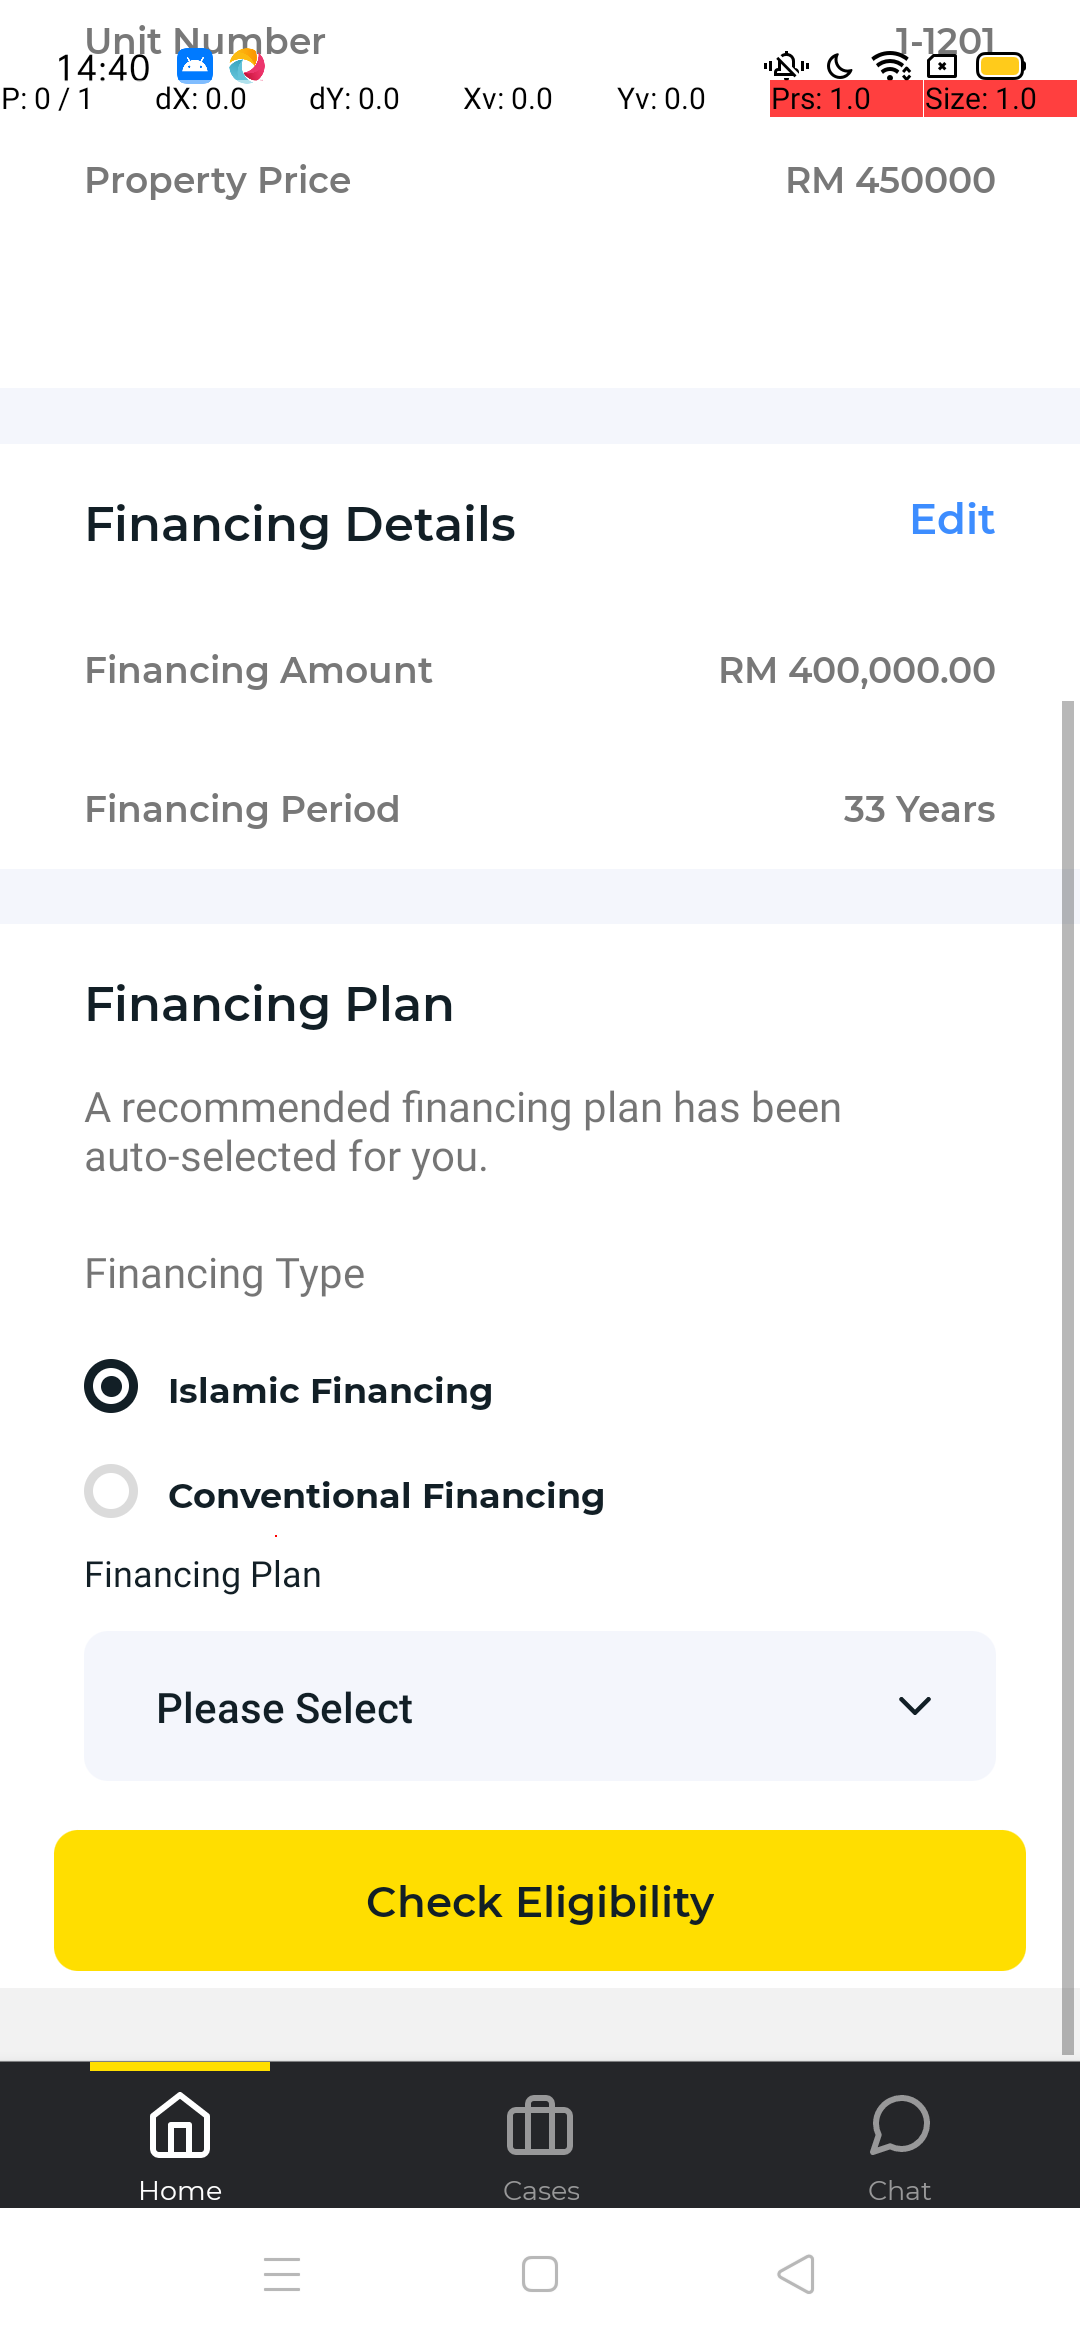 Unit Number 1-1201
14:40
P: 0 / 1 dX: 0.0 dY: 0.0 Xv: 0.0 Yv: 0.0 Prs: 1.0 Size: 1.0
Property Price RM 450000
Financing Details Edit
Financing Amount RM 400,000.00
Financing Period 33 Years
Financing Plan
A recommended financing plan has been
auto-selected for you.
Financing Type
Islamic Financing
Conventional Financing
Financing Plan
Please Select
Check Eligibility
Home Cases Chat